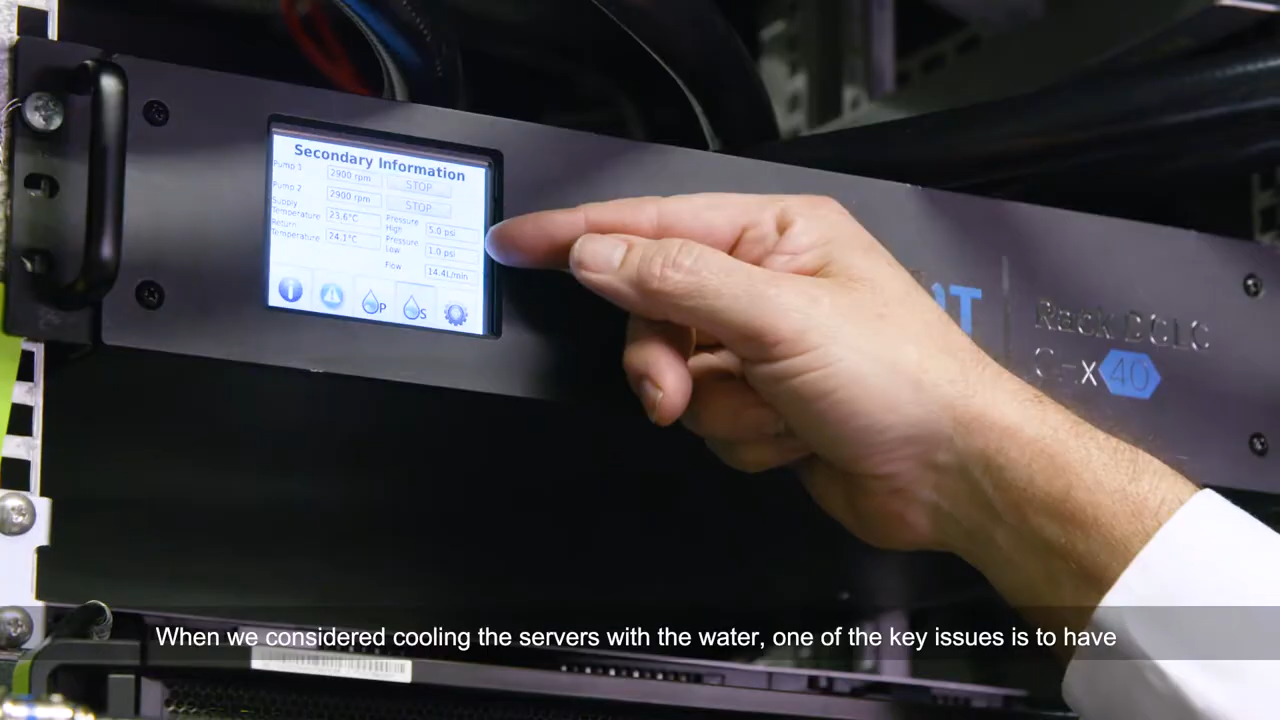 Secondary Information
Pump 1 2900 rpm STOP
Pump 2 2900 rpm STOP
Supply Temperature 23.6°C
Return Temperature 24.1°C
Pressure High 5.0 psi
Pressure Low 1.0 psi
Flow 14.4L/min
P S
Rack DCLC
40
When we considered cooling the servers with the water, one of the key issues is to have